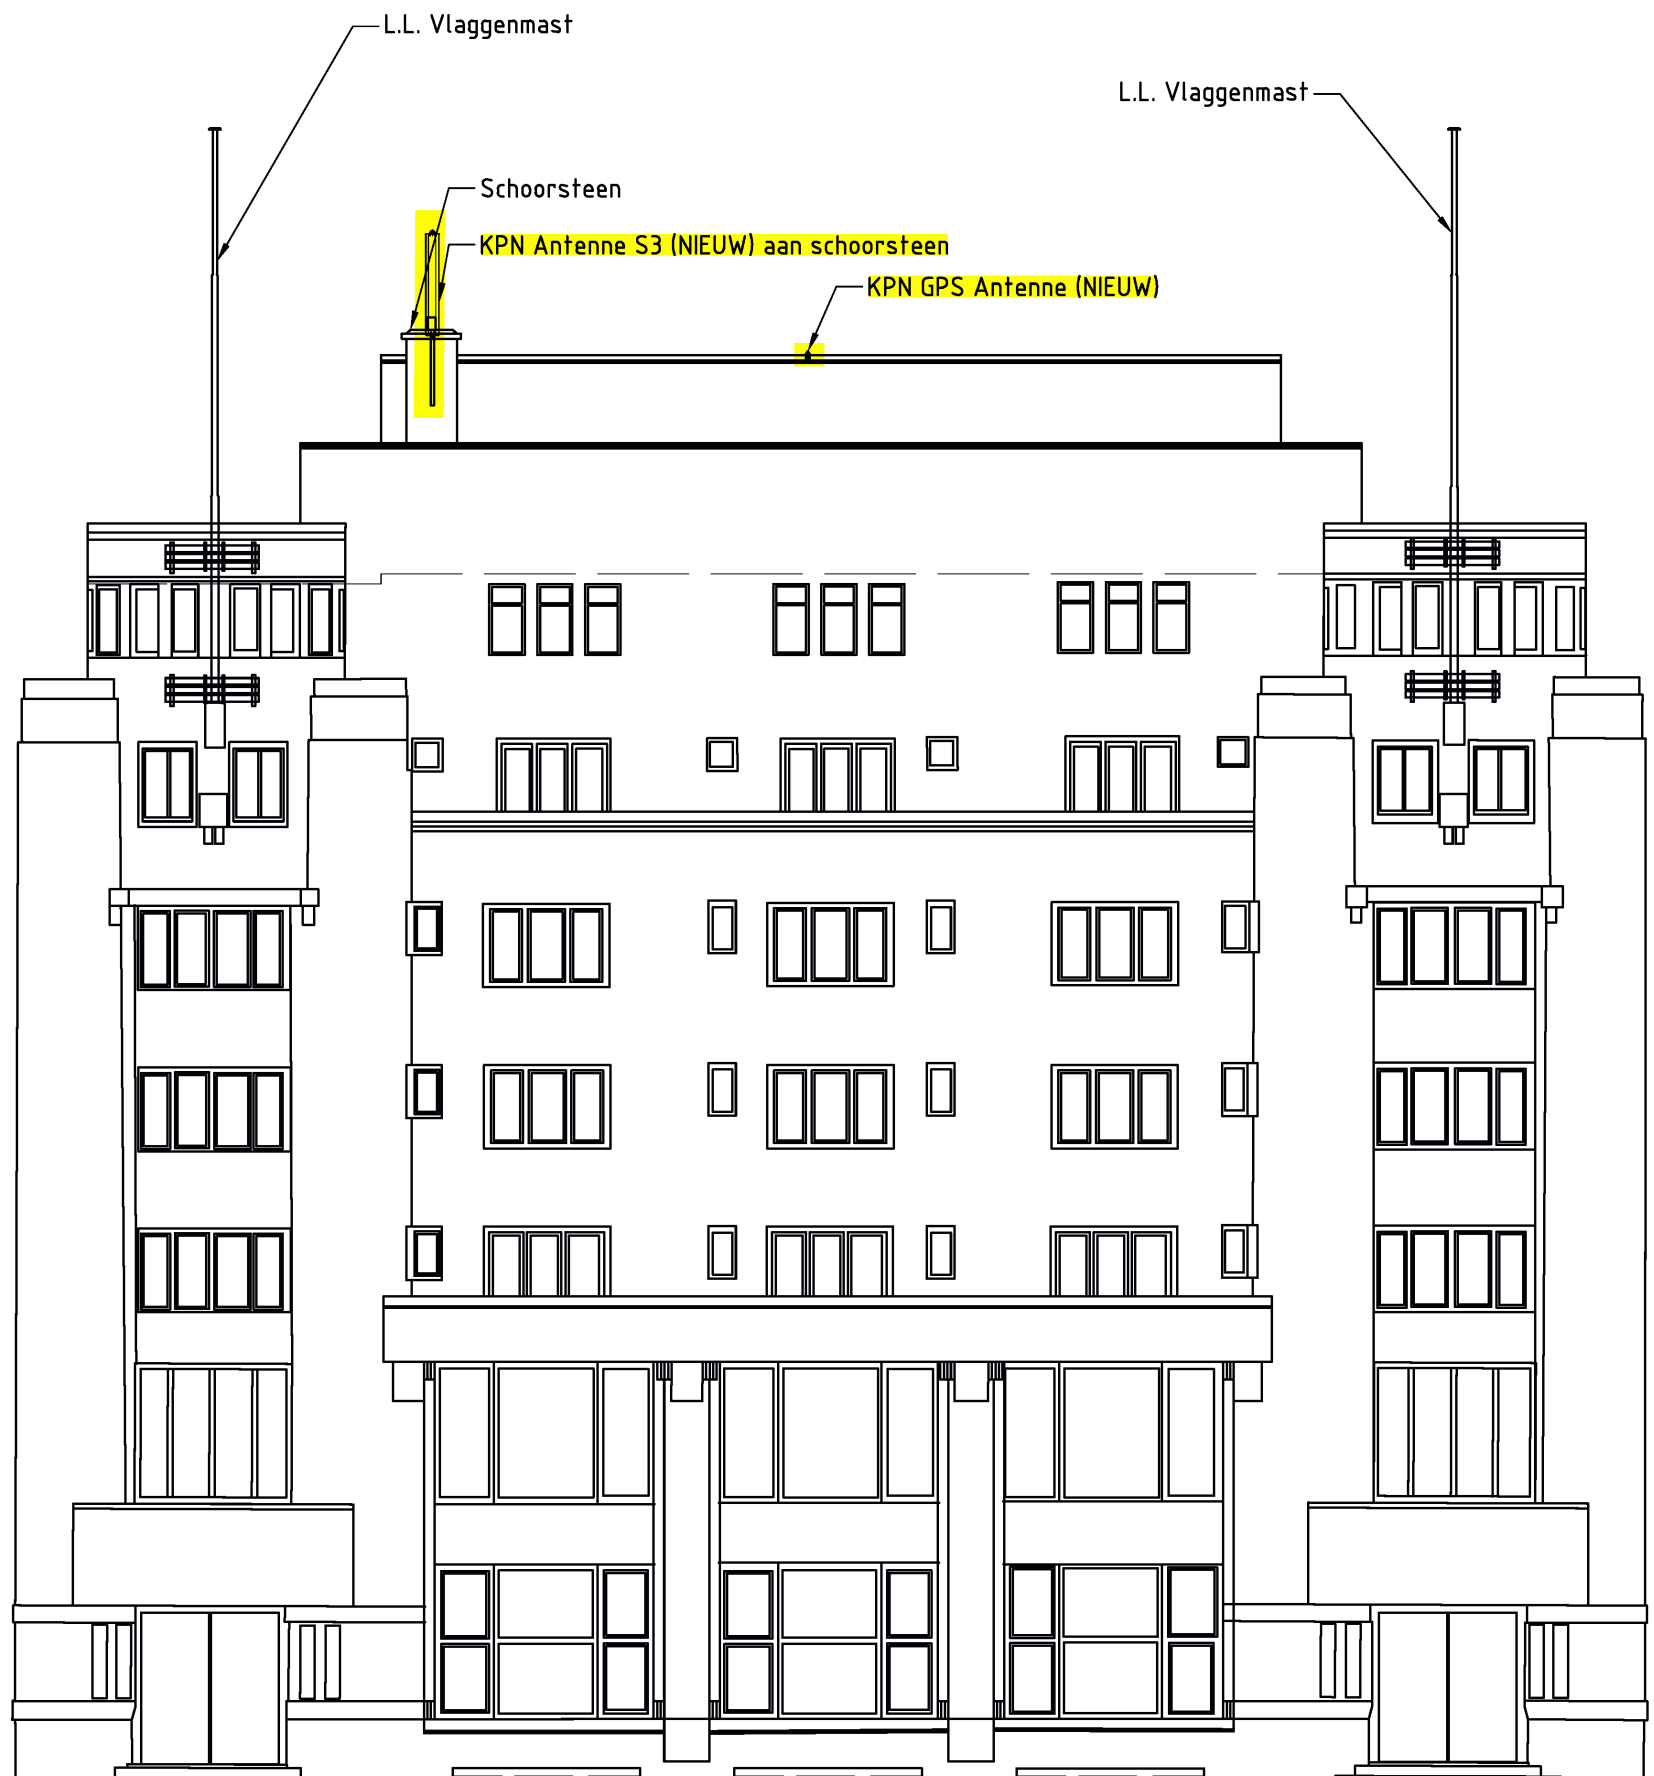 L.L. Vlaggenmast
L.L. Vlaggenmast
Schoorsteen
KPN Antenne S3 (NIEUW) aan schoorsteen
KPN GPS Antenne (NIEUW)